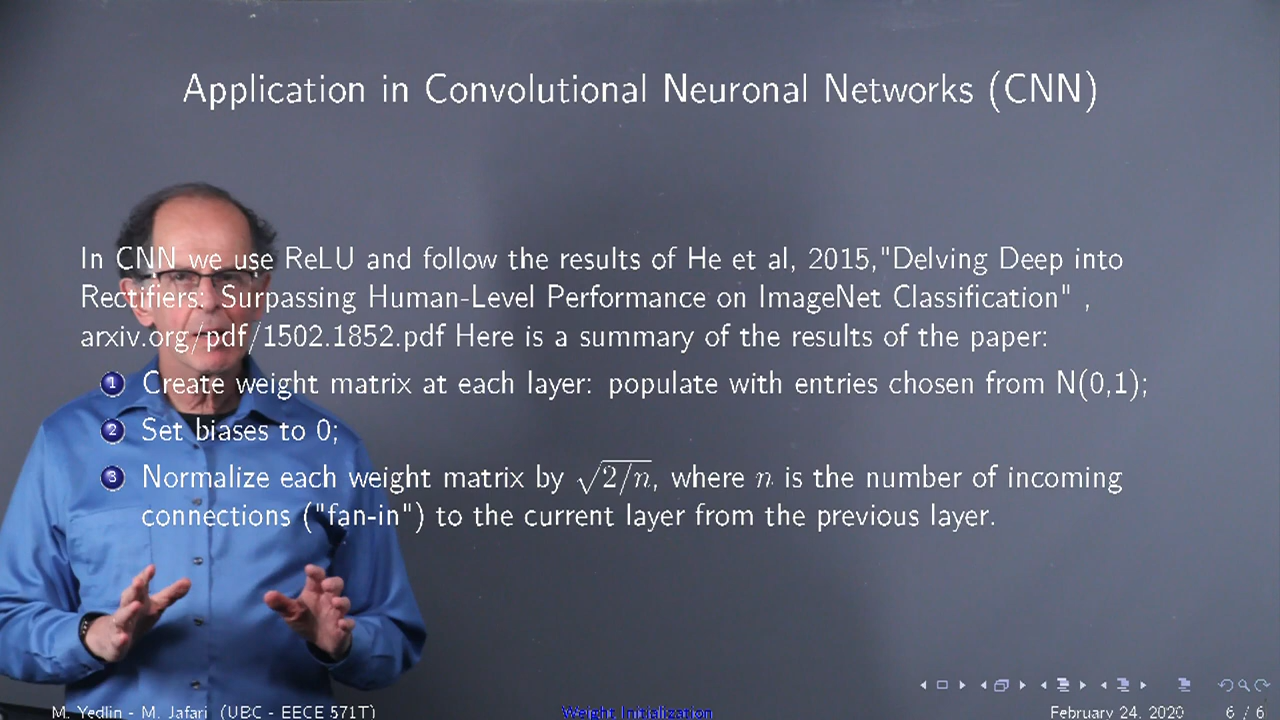 Application in Convolutional Neuronal Networks (CNN)
In CNN we use ReLU and follow the results of He et al, 2015,"Delving Deep into
Rectifiers: Surpassing Human-Level Performance on ImageNet Classification" ,
arxiv.org/pdf/1502.1852.pdf Here is a summary of the results of the paper:
1 Create weight matrix at each layer: populate with entries chosen from N(0,1);
2 Set biases to 0;
3 Normalize each weight matrix by √2/n, where n is the number of incoming
connections ("fan-in") to the current layer from the previous layer.
M. Yedlin - M. Jafari (UBC - EECE 571T) Weight Initialization February 24, 2020 6 / 6